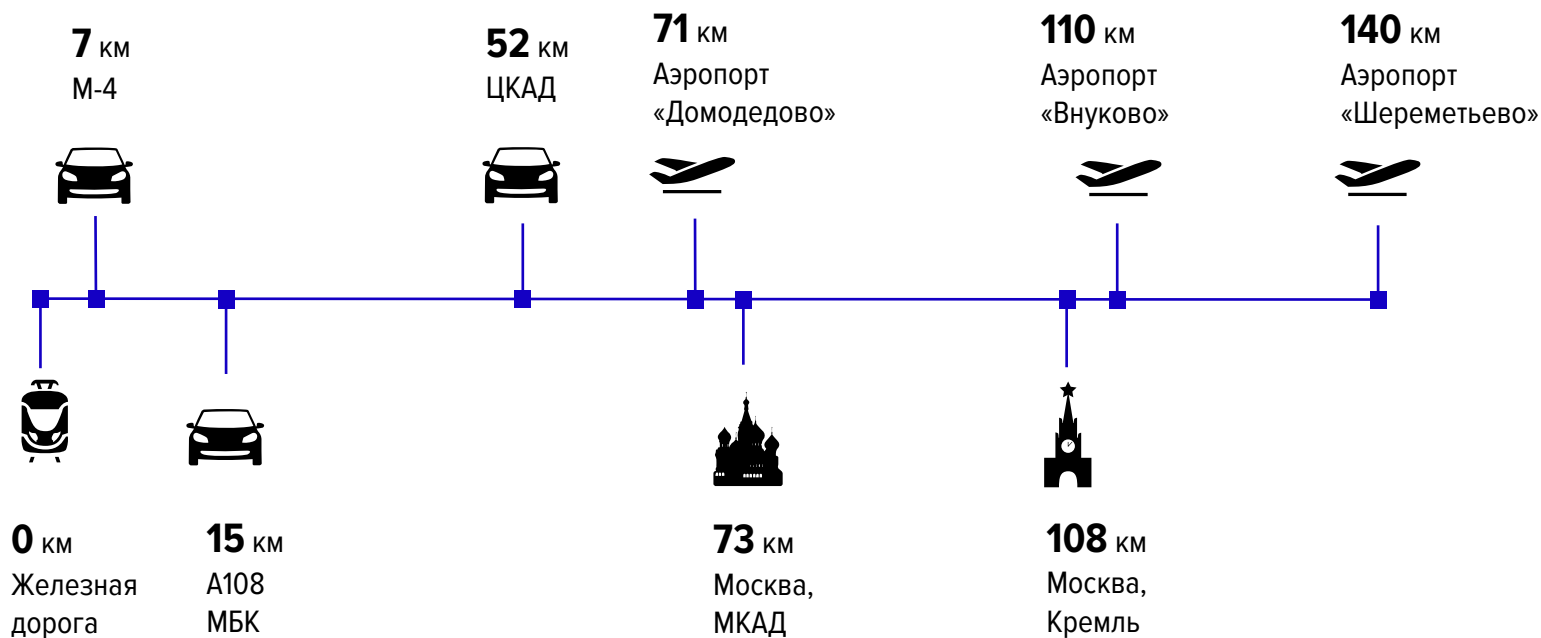 7 км
М-4
52 км
ЦКАД
71 км
Аэропорт
«Домодедово»
110 км
Аэропорт
«Внуково»
140 км
Аэропорт
«Шереметьево»
0 км
Железная
дорога
15 км
А108
МБК
73 км
Москва,
МКАД
108 км
Москва,
Кремль